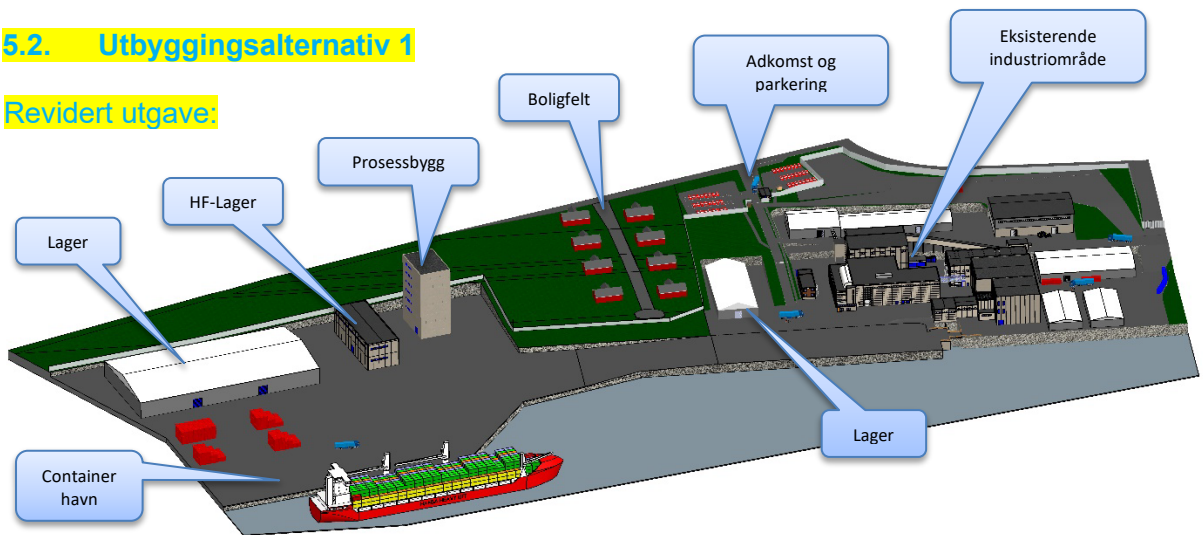 5.2. Utbyggingsalternativ 1
Revidert utgave:
Eksisterende
industriområde
Adkomst og
parkering
Boligfelt
Prosessbygg
HF-Lager
Lager
Lager
Container
havn